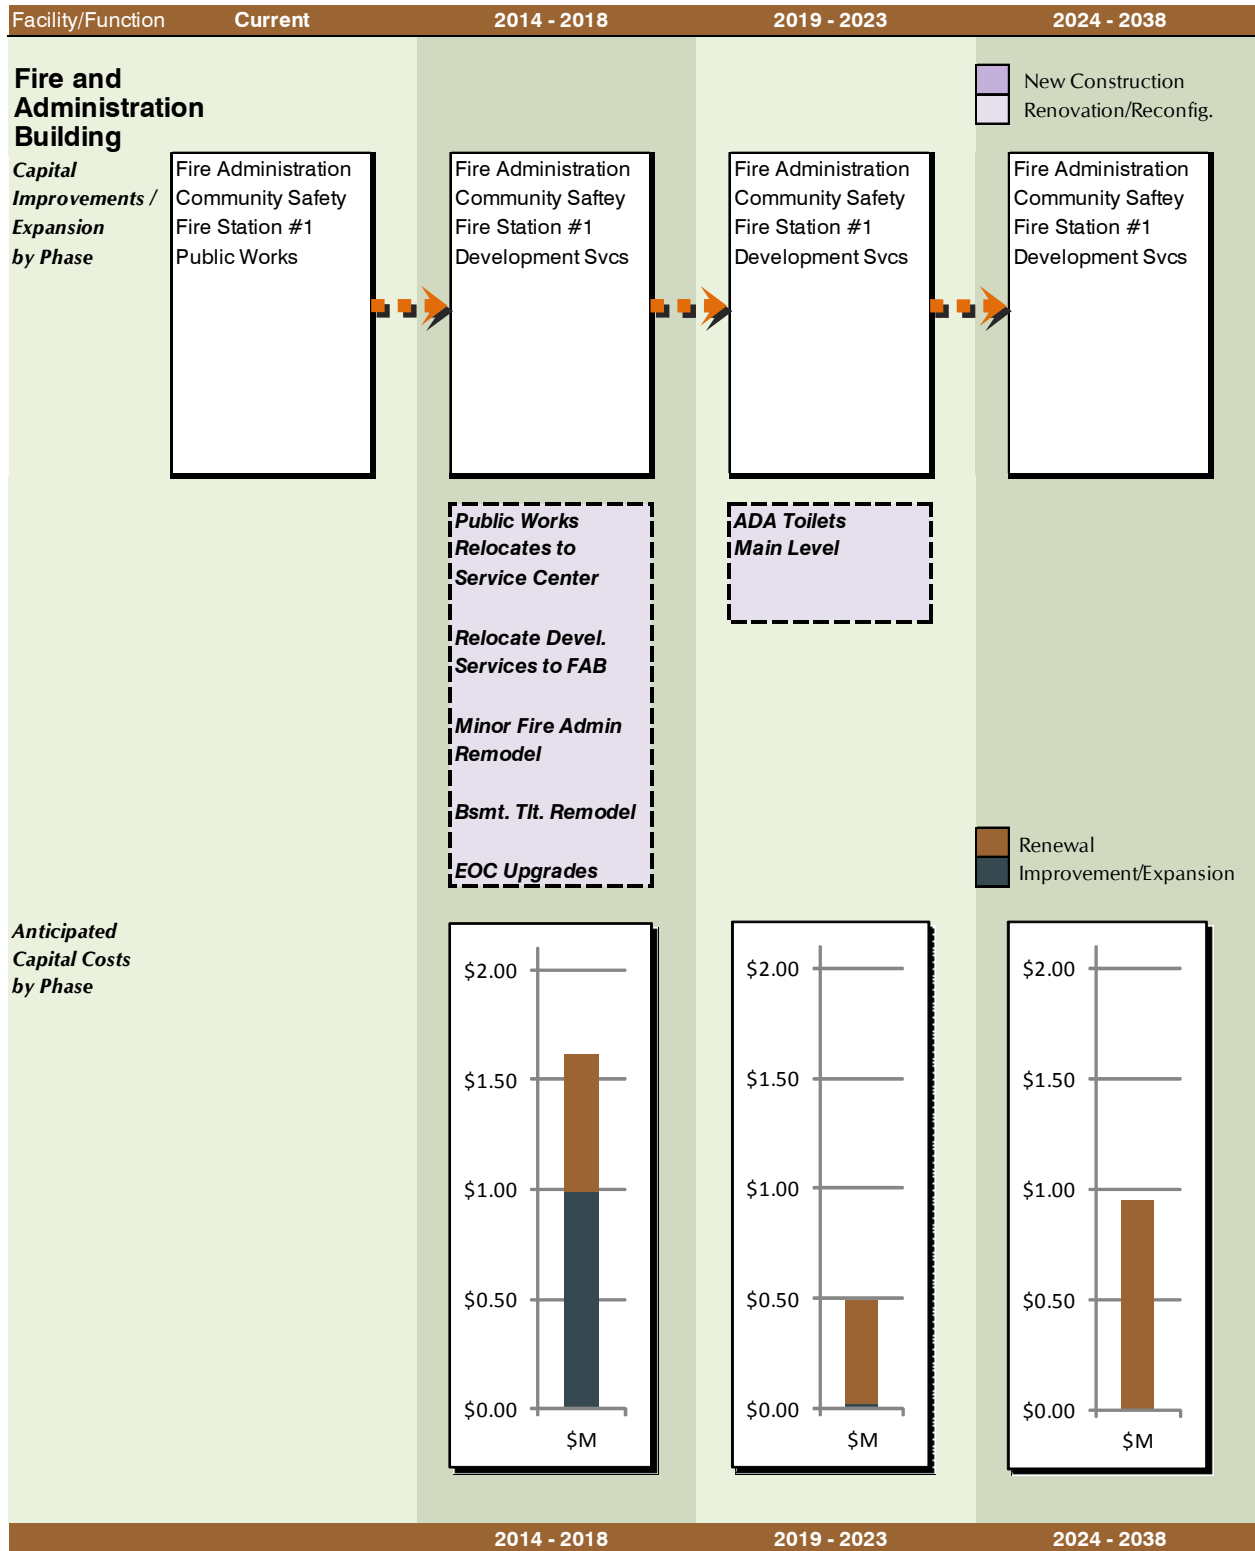 Facility/Function Current 2014 - 2018 2019 - 2023 2024 - 2038
Fire and
Administration
Building
New Construction
Renovation/Reconfig.
Capital
Improvements /
Expansion
by Phase
Fire Administration
Community Safety
Fire Station #1
Public Works
Fire Administration
Community Saftey
Fire Station #1
Development Svcs
Fire Administration
Community Safety
Fire Station #1
Development Svcs
Fire Administration
Community Saftey
Fire Station #1
Development Svcs
Public Works
Relocates to
Service Center
Relocate Devel.
Services to FAB
Minor Fire Admin
Remodel
Bsmt. Tlt. Remodel
EOC Upgrades
ADA Toilets
Main Level
Renewal
Improvement/Expansion
Anticipated
Capital Costs
by Phase
$2.00
$1.50
$1.00
$0.50
$0.00
$M
$2.00
$1.50
$1.00
$0.50
$0.00
$M
$2.00
$1.50
$1.00
$0.50
$0.00
$M
2014 - 2018 2019 - 2023 2024 - 2038